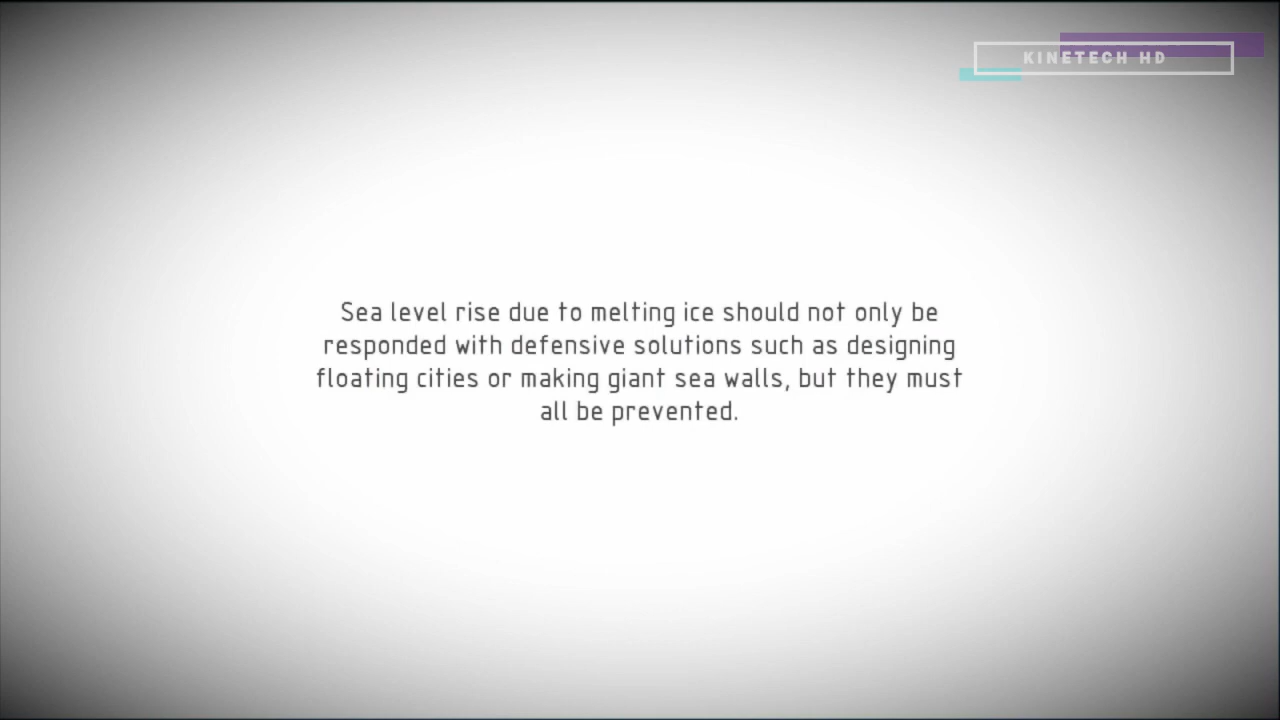 KINETECH HD
Sea level rise due to melting ice should not only be
responded with defensive solutions such as designing
floating cities or making giant sea walls, but they must
all be prevented.